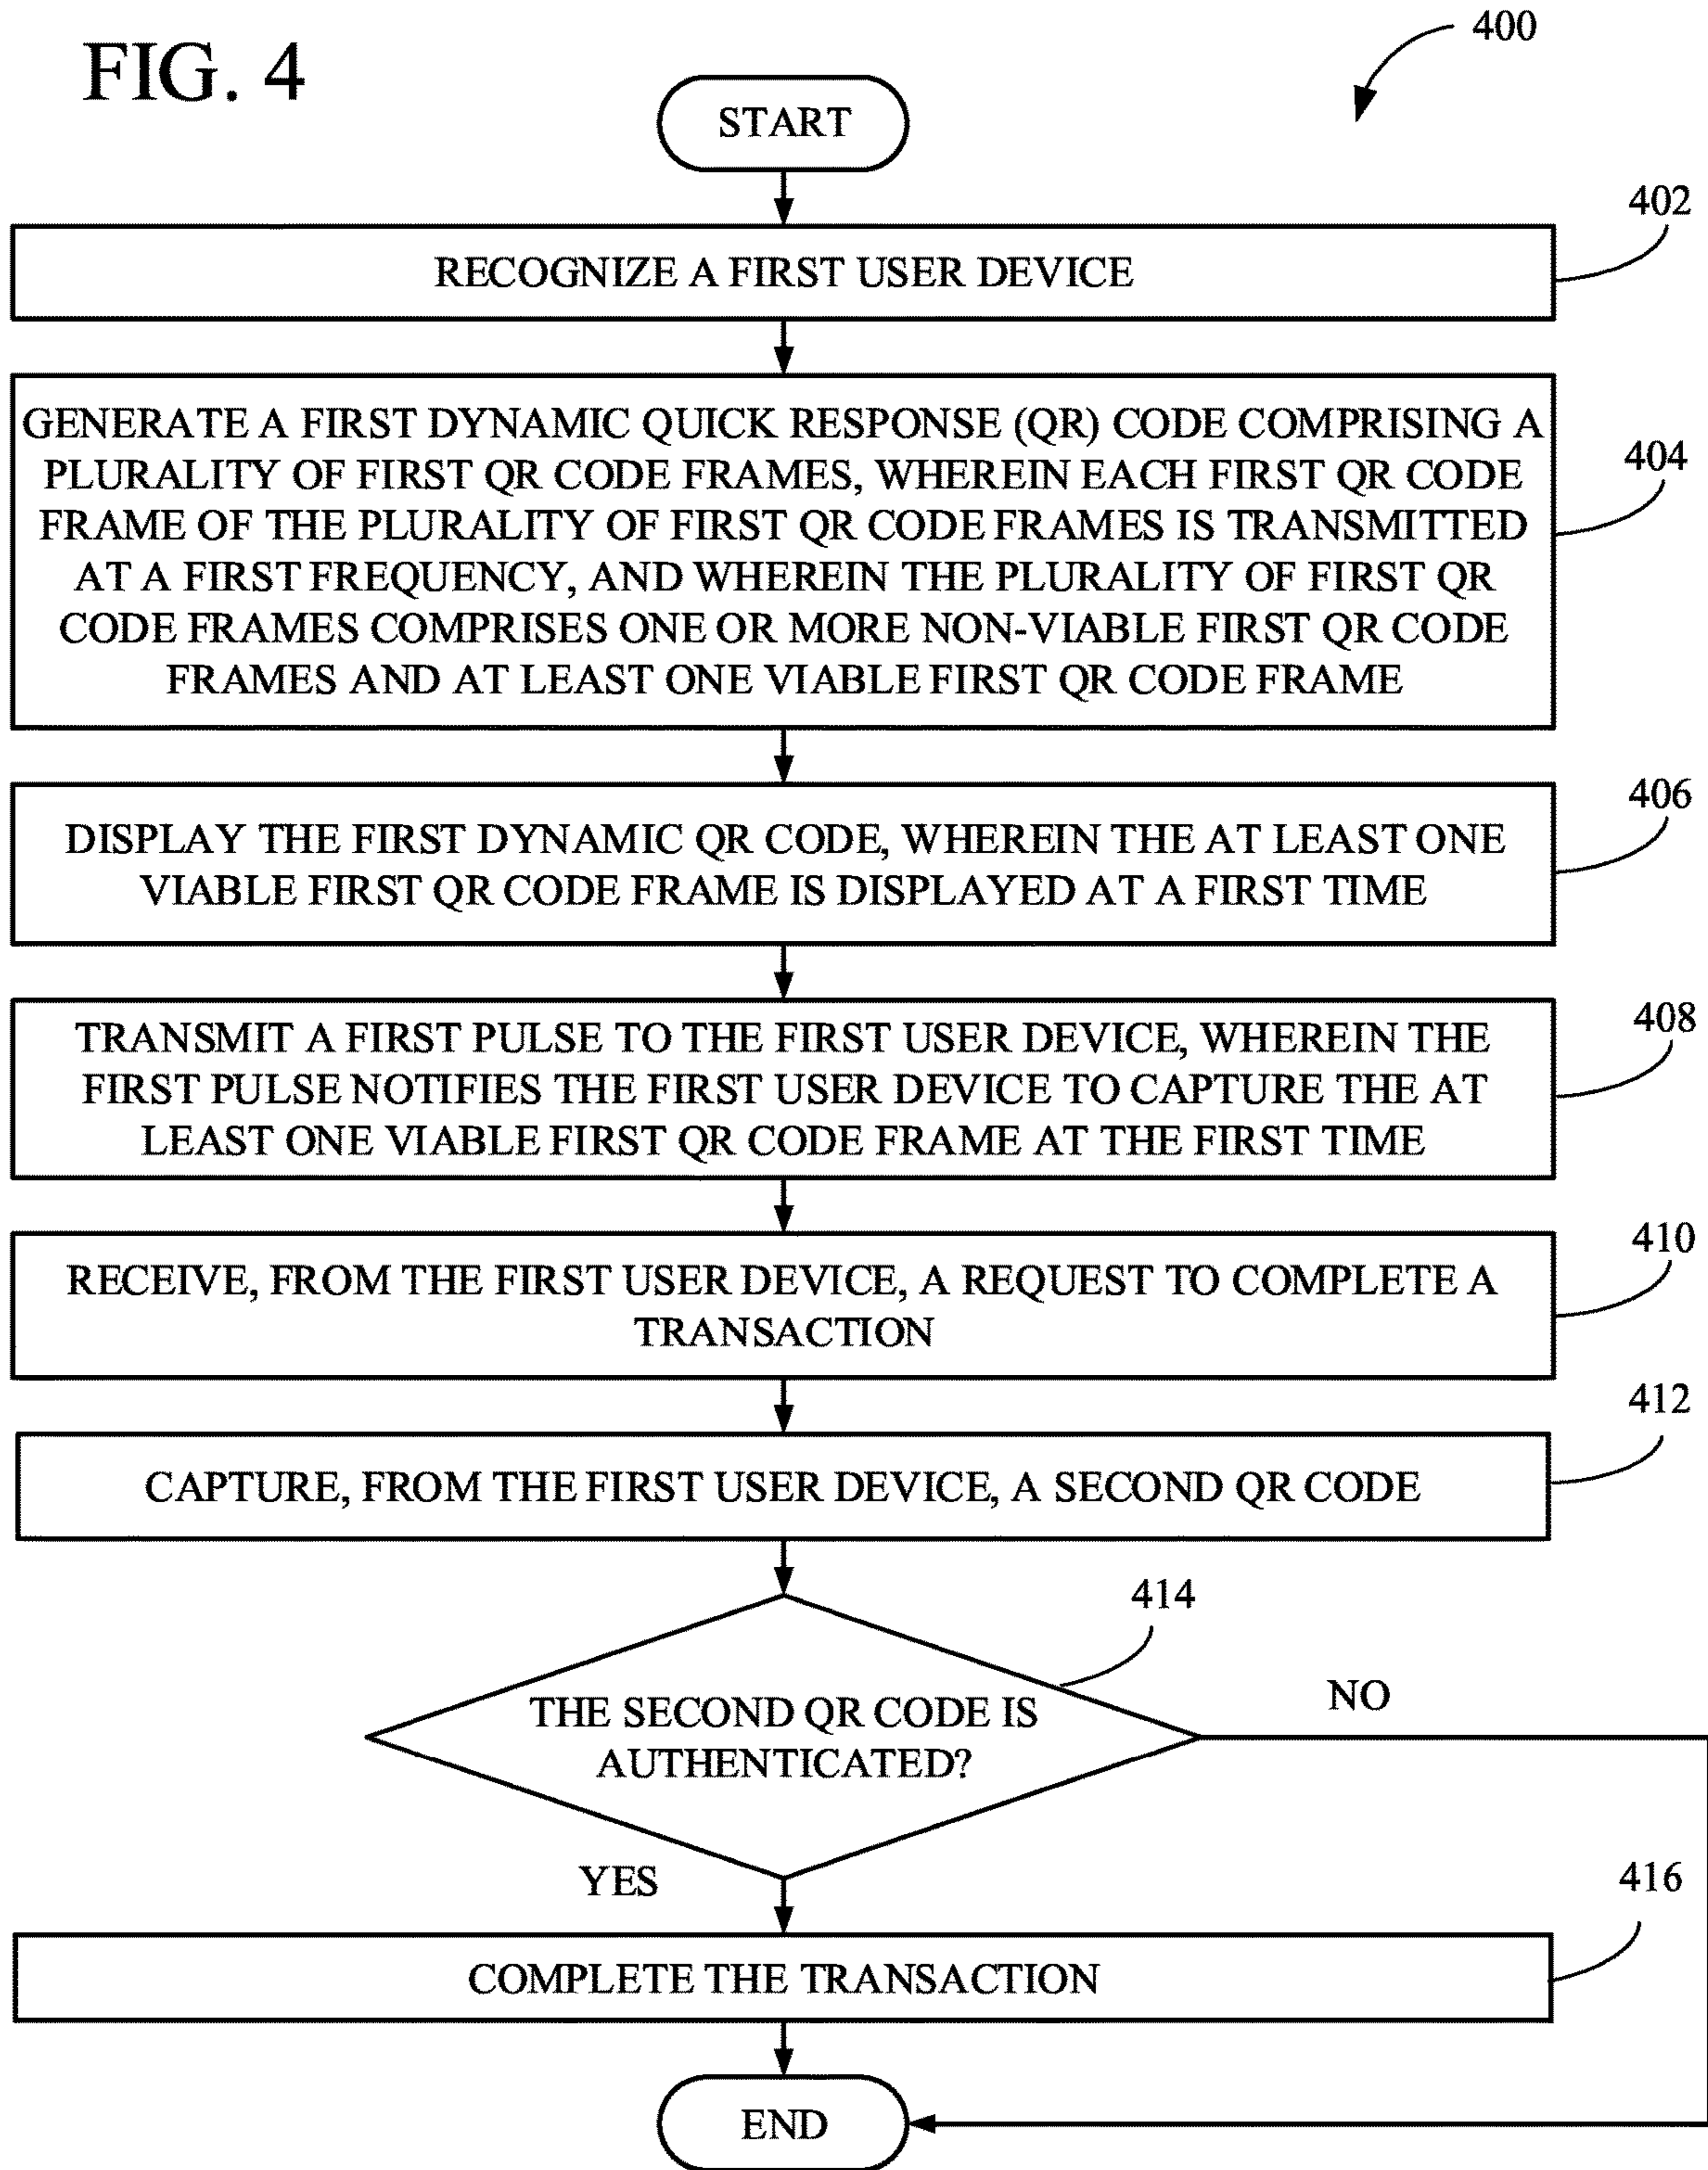 FIG. 4
400
START
402
RECOGNIZE A FIRST USER DEVICE
GENERATE A FIRST DYNAMIC QUICK RESPONSE (QR) CODE COMPRISING A
PLURALITY OF FIRST QR CODE FRAMES, WHEREIN EACH FIRST QR CODE
FRAME OF THE PLURALITY OF FIRST QR CODE FRAMES IS TRANSMITTED
AT A FIRST FREQUENCY, AND WHEREIN THE PLURALITY OF FIRST QR
CODE FRAMES COMPRISES ONE OR MORE NON-VIABLE FIRST QR CODE
FRAMES AND AT LEAST ONE VIABLE FIRST QR CODE FRAME
404
406
DISPLAY THE FIRST DYNAMIC QR CODE, WHEREIN THE AT LEAST ONE
VIABLE FIRST QR CODE FRAME IS DISPLAYED AT A FIRST TIME
408
TRANSMIT A FIRST PULSE TO THE FIRST USER DEVICE, WHEREIN THE
FIRST PULSE NOTIFIES THE FIRST USER DEVICE TO CAPTURE THE AT
LEAST ONE VIABLE FIRST QR CODE FRAME AT THE FIRST TIME
410
RECEIVE, FROM THE FIRST USER DEVICE, A REQUEST TO COMPLETE A
TRANSACTION
412
CAPTURE, FROM THE FIRST USER DEVICE, A SECOND QR CODE
414
THE SECOND QR CODE IS
AUTHENTICATED?
NO
YES
416
COMPLETE THE TRANSACTION
END